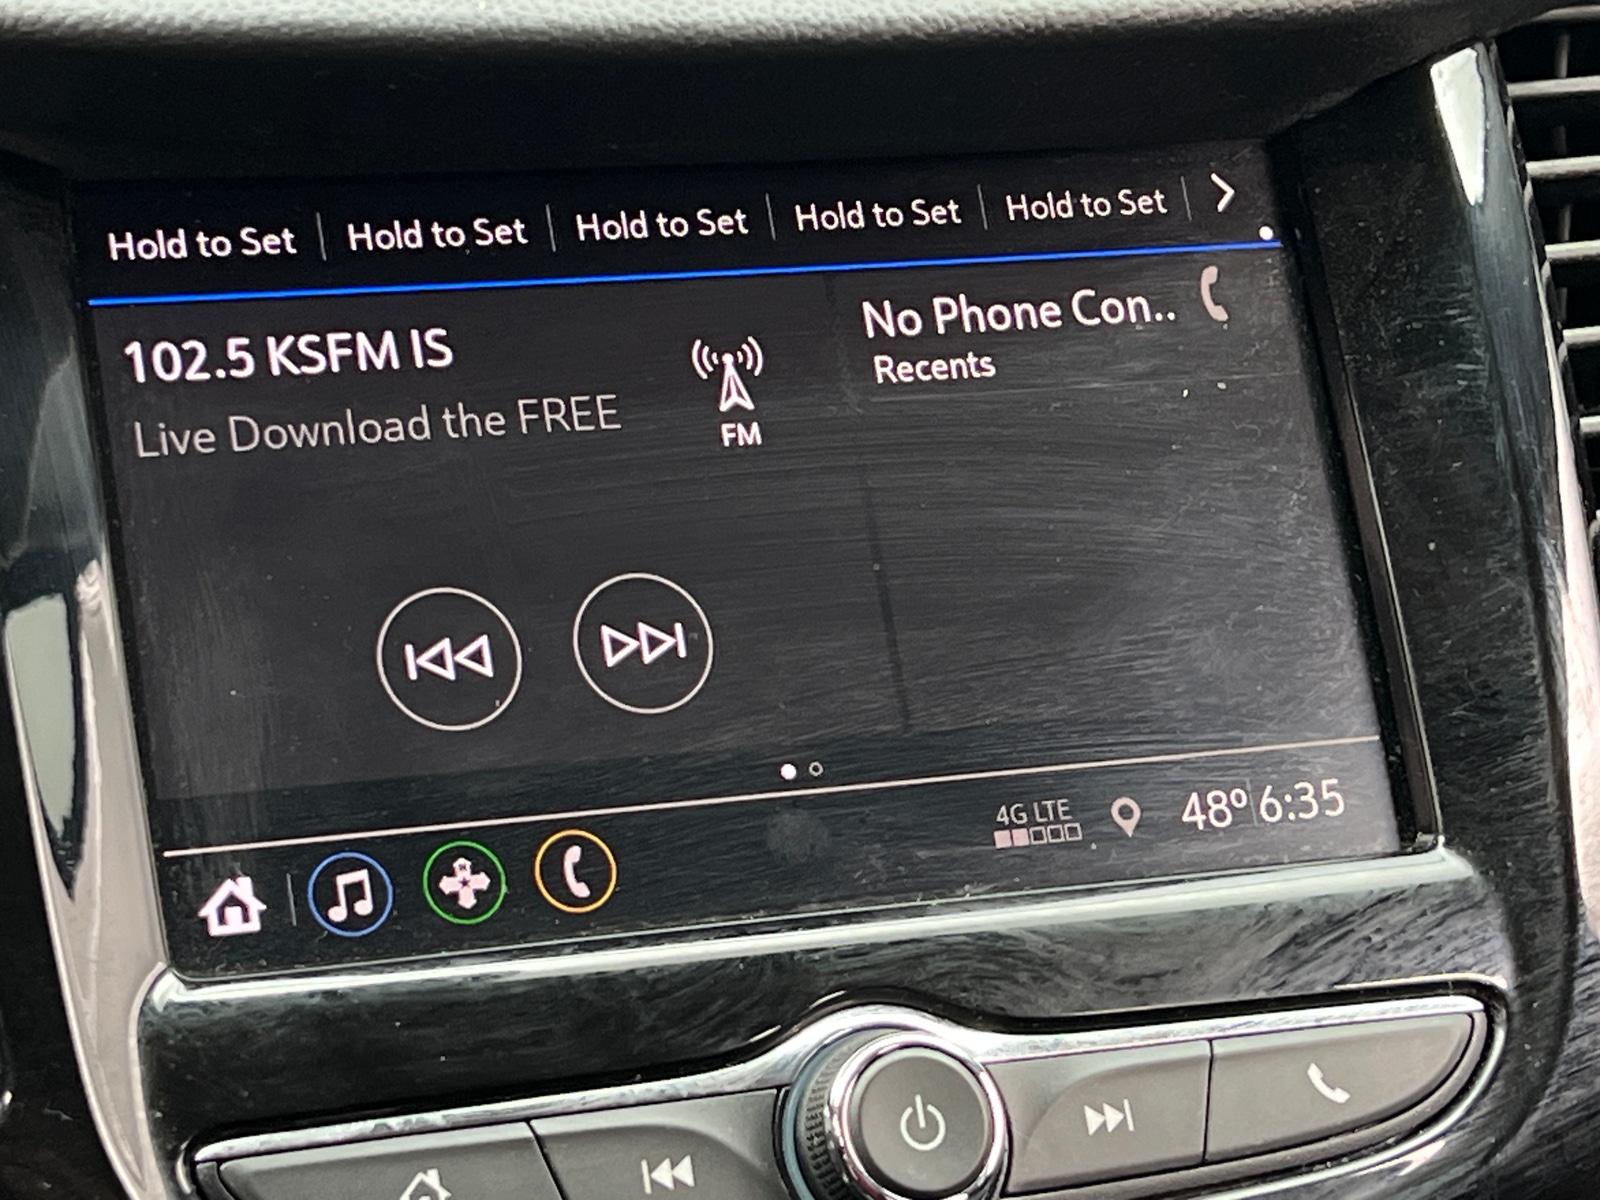 Hold to Set Hold to Set Hold to Set Hold to Set Hold to Set
102.5 KSFM IS
Live Download the FREE
FM
No Phone Con..
Recents
4G LTE
48° 6:35